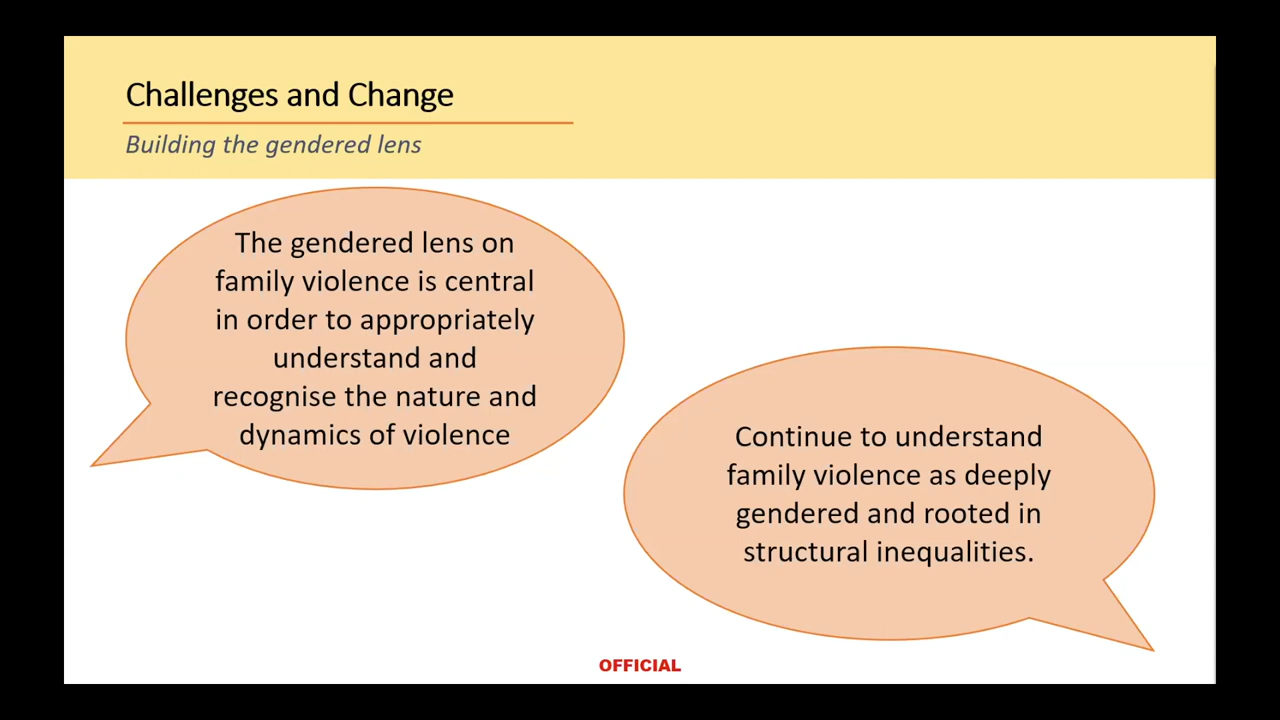 Challenges and Change
Building the gendered lens
The gendered lens on
family violence is central
in order to appropriately
understand and
recognise the nature and
dynamics of violence
Continue to understand
family violence as deeply
gendered and rooted in
structural inequalities.
OFFICIAL